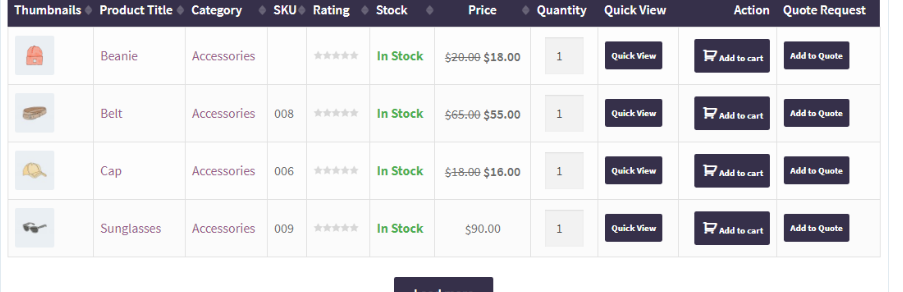 Thumbnails Product Title Category SKU Rating Stock Price Quantity Quick View Action Quote Request
Beanie Accessories In Stock $20.00 $18.00 1 Quick View Add to cart Add to Quote
Belt Accessories 008 In Stock $65.00 $55.00 1 Quick View Add to cart Add to Quote
Cap Accessories 006 In Stock $18.00 $16.00 1 Quick View Add to cart Add to Quote
Sunglasses Accessories 009 In Stock $90.00 1 Quick View Add to cart Add to Quote